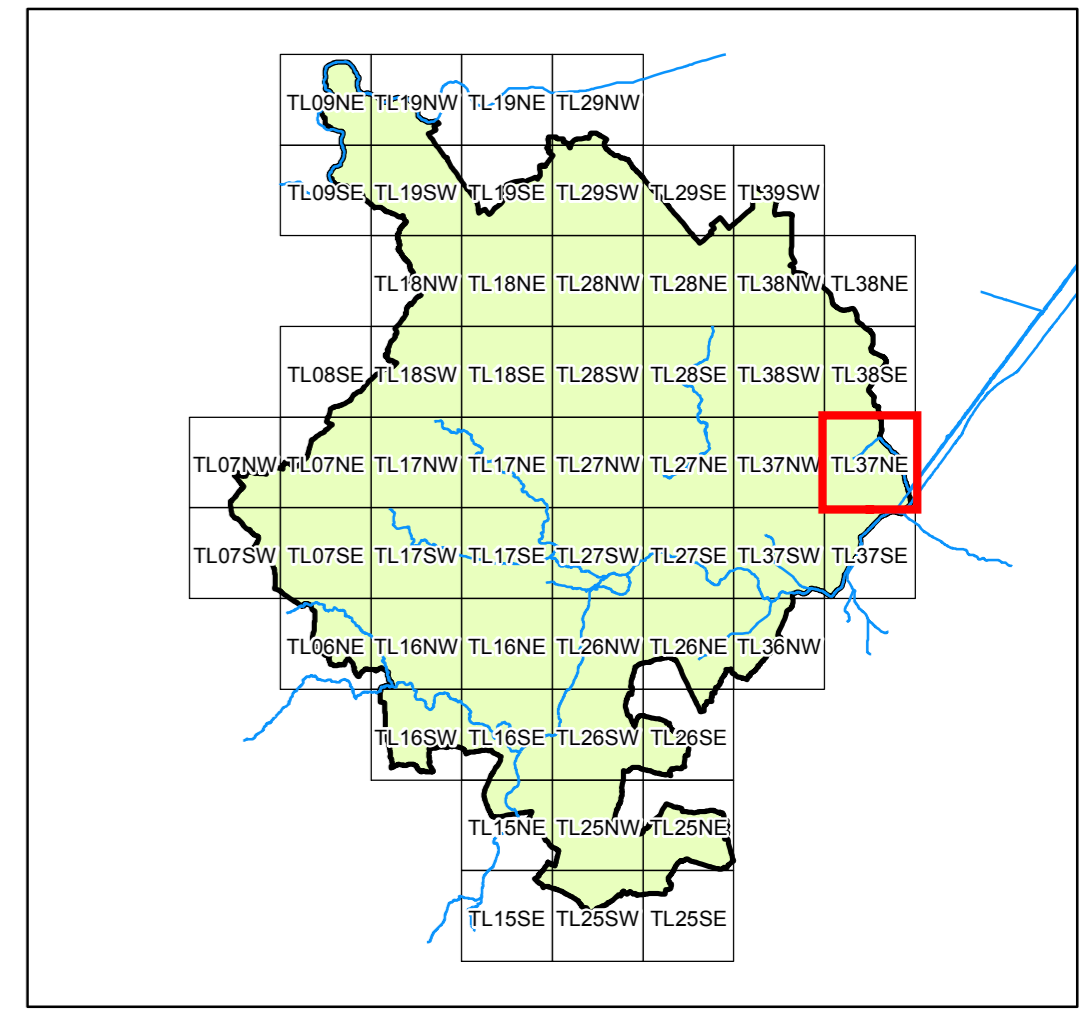 TL09NE TL19NW TL19NE TL29NW
TL09SE TL19SW TL19SE TL29SW TL29SE TL39SW
TL18NW TL18NE TL28NW TL28NE TL38NW TL38NE
TL08SE TL18SW TL18SE TL28SW TL28SE TL38SW TL38SE
TL07NW TL07NE TL17NW TL17NE TL27NW TL27NE TL37NW TL37NE
TL07SW TL07SE TL17SW TL17SE TL27SW TL27SE TL37SW TL37SE
TL06NE TL16NW TL16NE TL26NW TL26NE TL36NW
TL16SW TL16SE TL26SW TL26SE
TL15NE TL25NW TL25NE
TL15SE TL25SW TL25SE